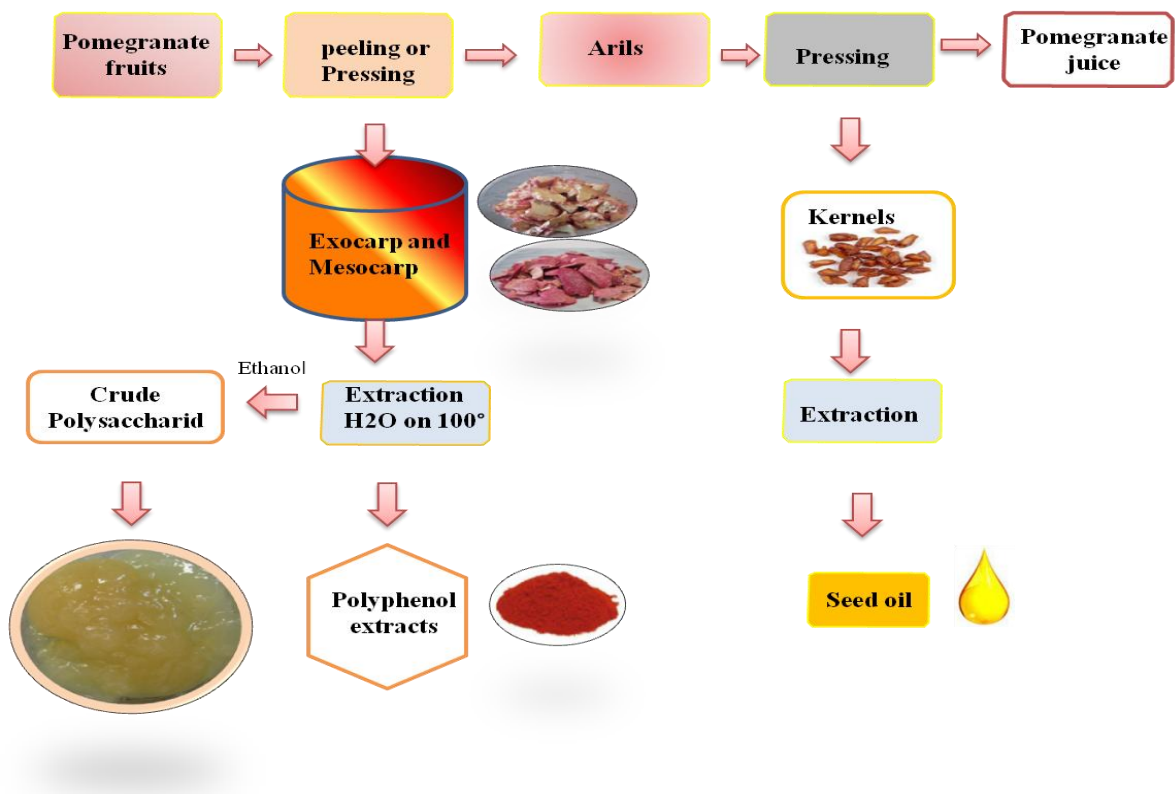 Pomegranate
fruits
peeling or
Pressing
Arils
Pressing
Pomegranate
juice
Exocarp and
Mesocarp
Kernels
Ethanol
Crude
Polysaccharid
Extraction
H2O on 100°
Extraction
Polyphenol
extracts
Seed oil